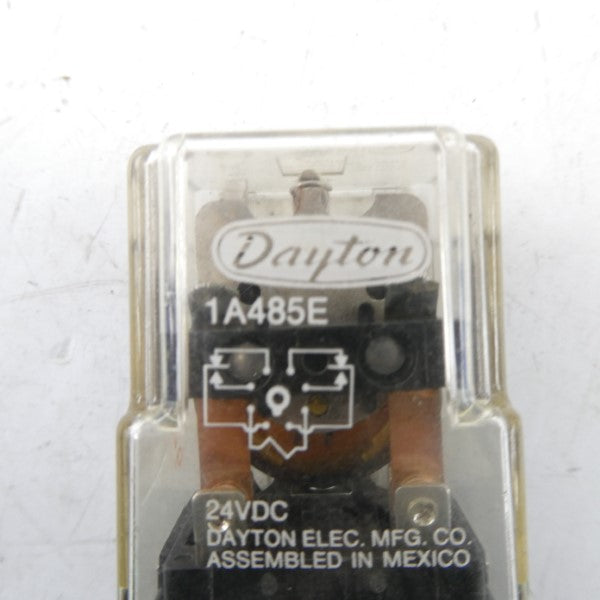 Dayton
1A485E
24VDC
DAYTON ELEC. MFG. CO.
ASSEMBLED IN MEXICO